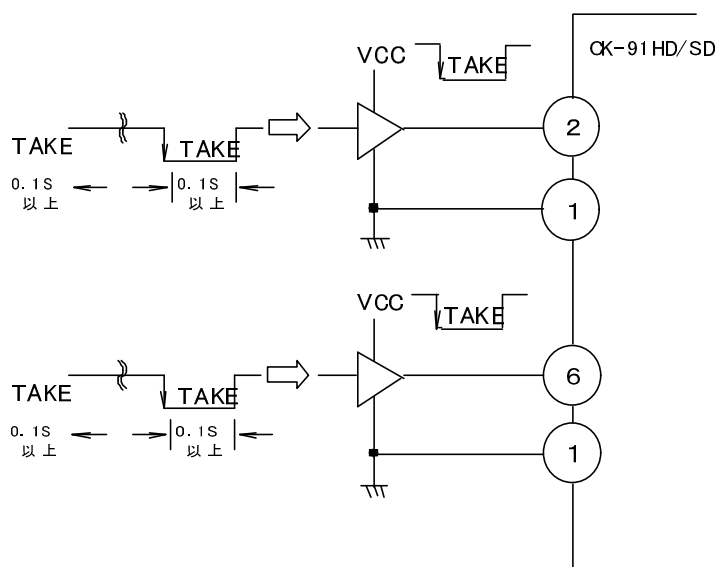 CK-91HD/SD
VCC
TAKE
2
TAKE
TAKE
0.1S
以上
0.1S
以上
1
VCC
TAKE
6
TAKE
TAKE
0.1S
以上
0.1S
以上
1